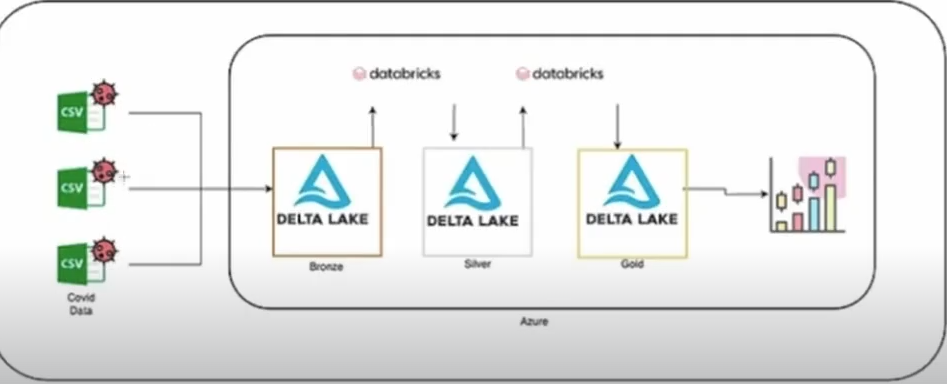 databricks
databricks
CSV
CSV
CSV
DELTA LAKE
DELTA LAKE
DELTA LAKE
Bronze
Silver
Gold
Covid
Data
Azure